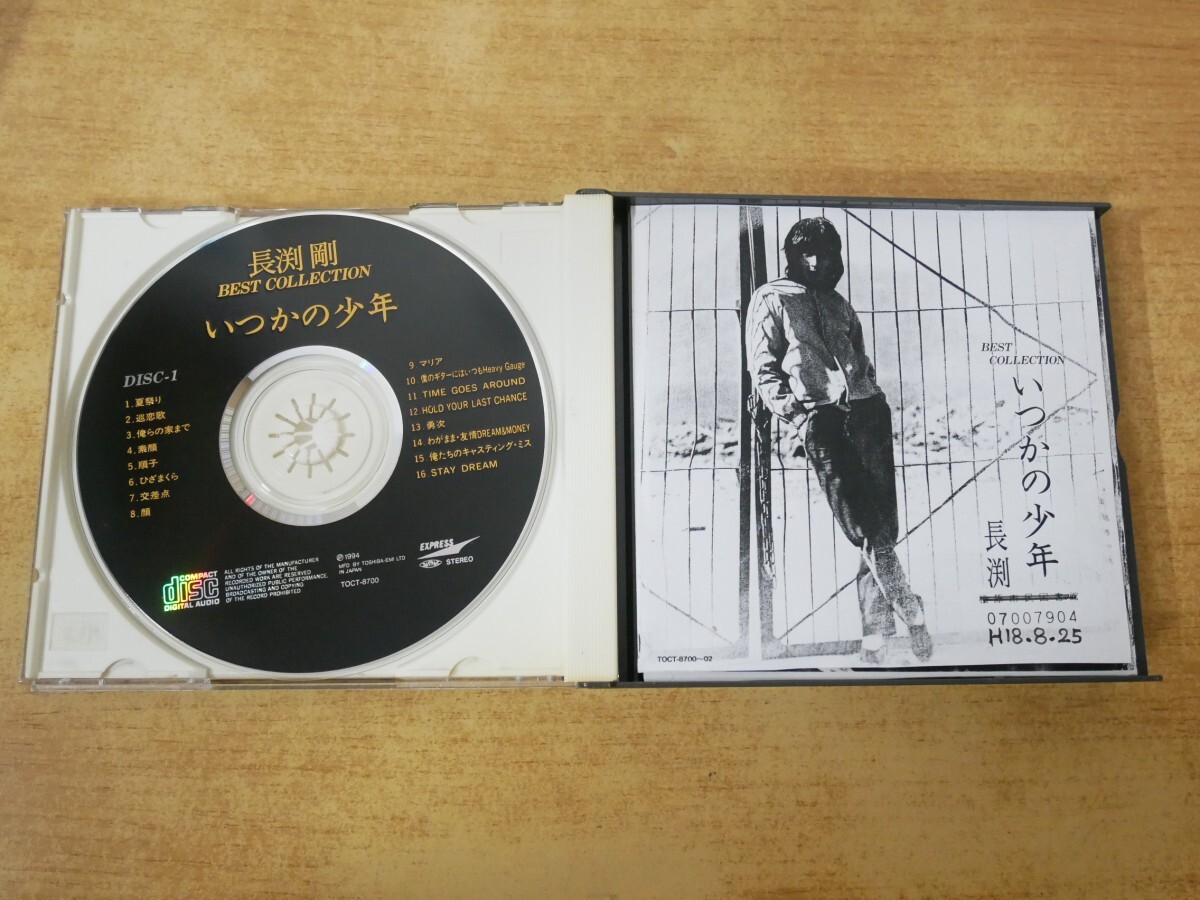 長渕 剛
BEST COLLECTION
いつかの少年
DISC-1
1.夏祭り
2.巡恋歌
3.俺らの家まで
4.素顔
5.順子
6.ひざまくら
7.交差点
8.顔
9 マリア
10 僕のギターにはいつもHeavy Gauge
11 TIME GOES AROUND
12 HOLD YOUR LAST CHANCE
13 勇次
14 わがまま・友情DREAM&MONEY
15 俺たちのキャスティング・ミス
16 STAY DREAM
COMPACT
disc
DIGITAL AUDIO
ALL RIGHTS OF THE MANUFACTURER
AND OF THE OWNER OF THE
RECORDED WORK ARE RESERVED
UNAUTHORIZED PUBLIC PERFORMANCE.
BROADCASTING AND COPYING
OF THE RECORD PROHIBITED
℗1994
MFD BY TOSHIBA-EMI LTD
IN JAPAN
TOCT-8700
EXPRESS
STEREO
BEST
COLLECTION
いつかの少年
長渕
07007904
H18.8.25
TOCT-8700~02